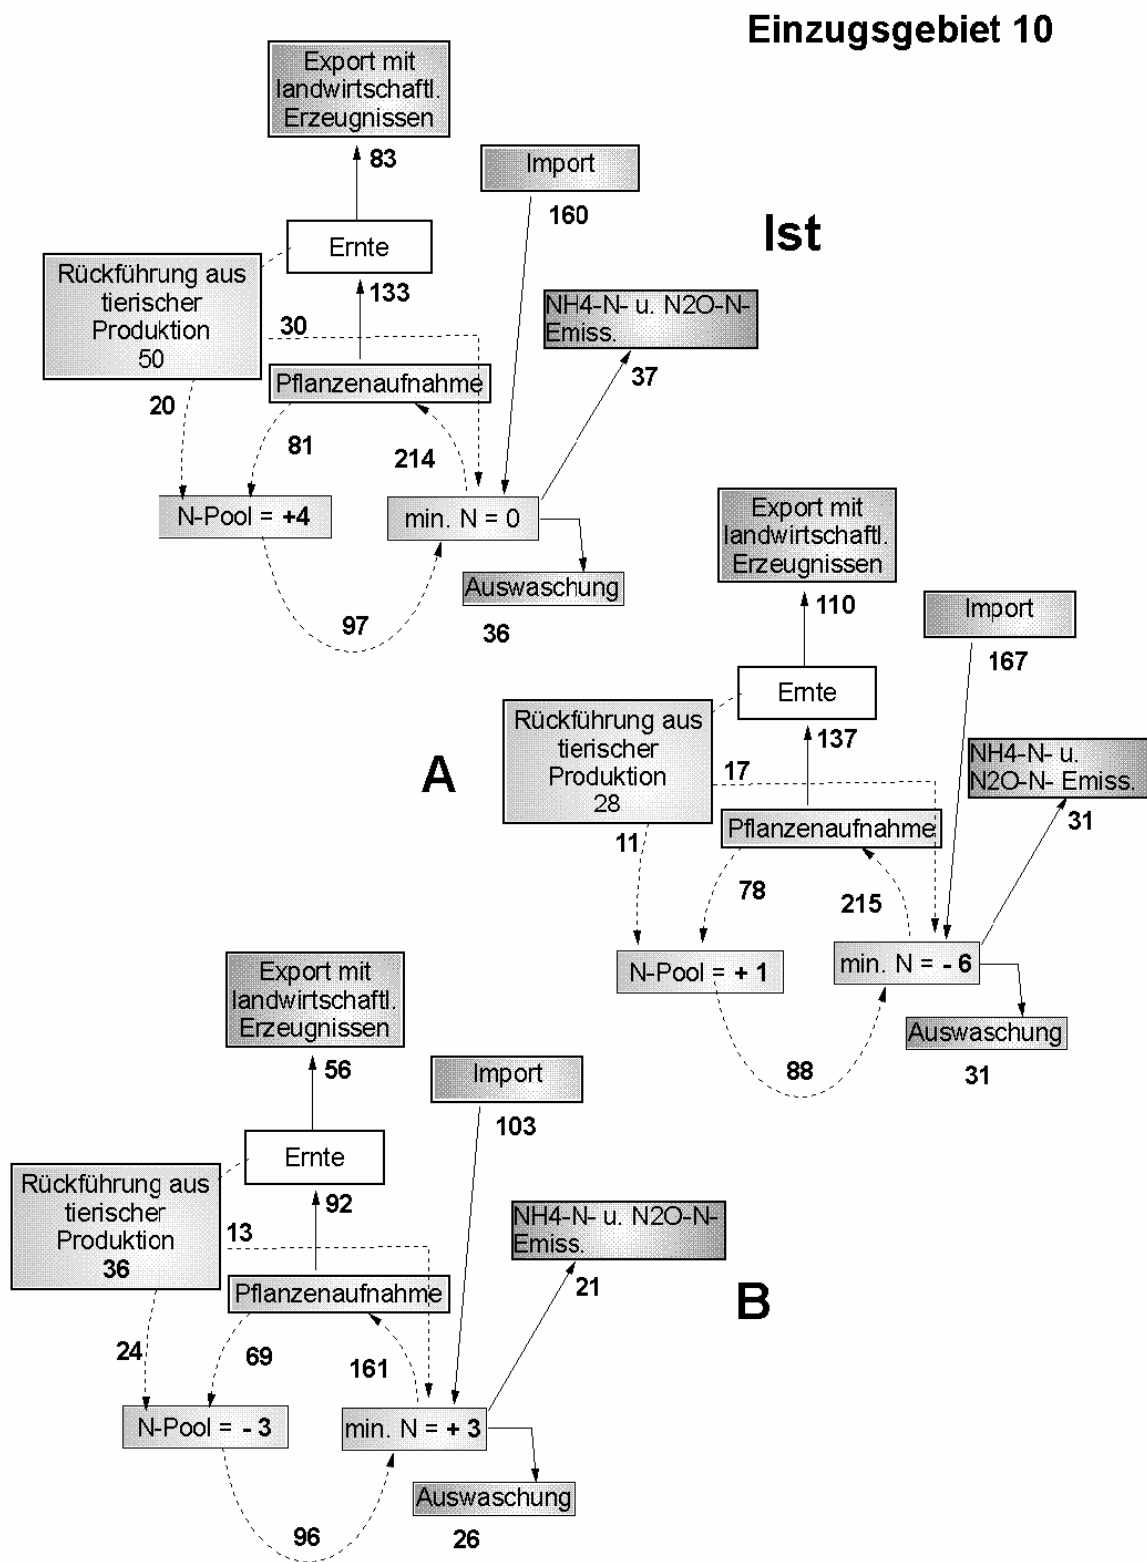 Einzugsgebiet 10
Export mit
landwirtschaftl.
Erzeugnissen
83
Import
160
Ist
Ernte
Rückführung aus
tierischer
Produktion
50
133
30
NH4-N- u. N2O-N-
Emiss.
37
Pflanzenaufnahme
20
81
214
N-Pool = +4
min. N = 0
Auswaschung
36
97
Export mit
landwirtschaftl.
Erzeugnissen
110
Import
167
Ernte
Rückführung aus
tierischer
Produktion
28
137
A
17
NH4-N- u.
N2O-N- Emiss.
31
Pflanzenaufnahme
11
78
215
N-Pool = + 1
min. N = - 6
Auswaschung
31
88
Export mit
landwirtschaftl.
Erzeugnissen
56
Import
103
Ernte
Rückführung aus
tierischer
Produktion
36
92
13
NH4-N- u. N2O-N-
Emiss.
21
B
Pflanzenaufnahme
24
69
161
N-Pool = - 3
min. N = + 3
Auswaschung
26
96